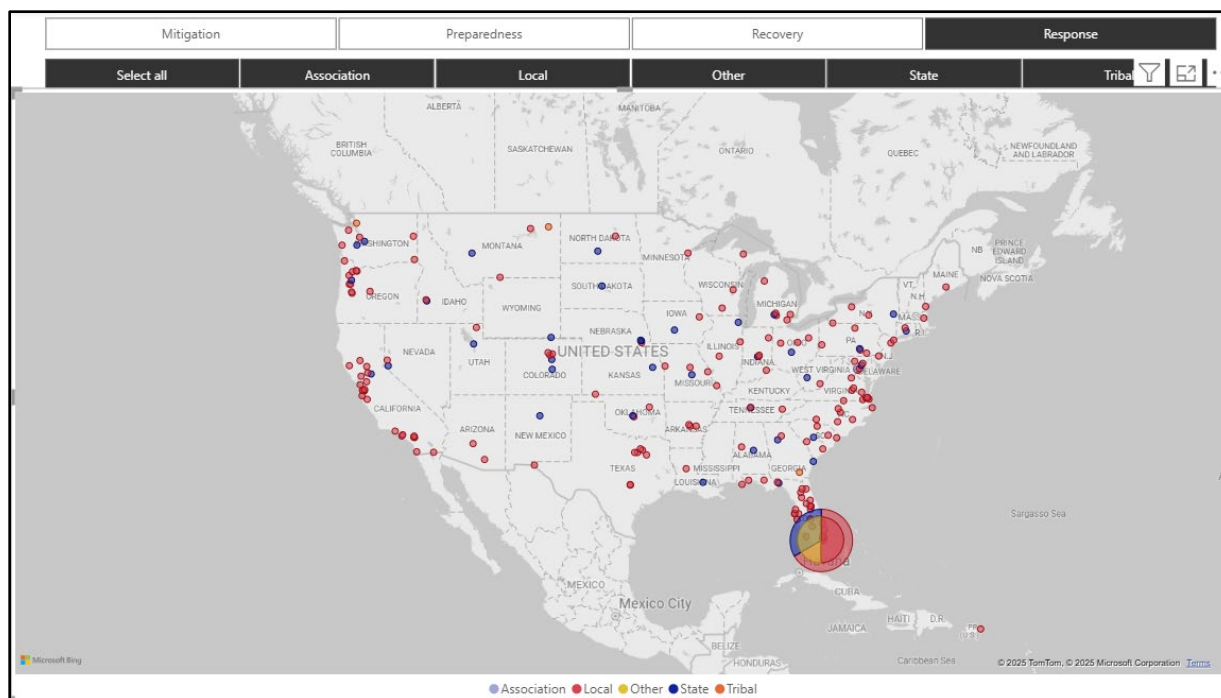 Mitigation
Preparedness
Recovery
Response
Select all
Association
Local
Other
State
Tribal
ALBERTA
MANITOBA
BRITISH
COLUMBIA
SASKATCHEWAN
ONTARIO
QUEBEC
NEWFOUNDLAND
AND LABRADOR
NB
PRINCE
EDWARD
ISLAND
NOVA SCOTIA
MAINE
VT.
N.H.
MASS
R.I.
WASHINGTON
MONTANA
NORTH DAKOTA
MINNESOTA
OREGON
IDAHO
WYOMING
SOUTH DAKOTA
WISCONSIN
MICHIGAN
IOWA
NEBRASKA
NEVADA
UTAH
COLORADO
UNITED STATES
KANSAS
ILLINOIS
INDIANA
PA
NJ
WEST VIRGINIA
DELAWARE
MISSOURI
KENTUCKY
CALIFORNIA
ARIZONA
NEW MEXICO
OKLAHOMA
ARKANSAS
TENNESSEE
TEXAS
LOUISIANA
MISSISSIPPI
ALABAMA
GEORGIA
Sargasso Sea
Havana
MEXICO
Mexico City
CUBA
HAITI
D.R.
JAMAICA
BELIZE
HONDURAS
Caribbean Sea
Microsoft Bing
© 2025 TomTom, © 2025 Microsoft Corporation Terms
Association Local Other State Tribal